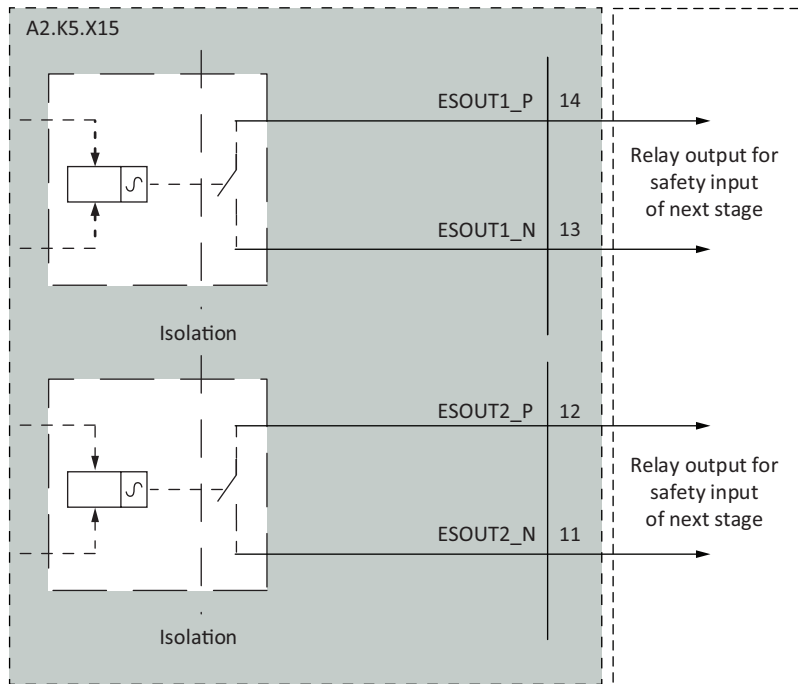 A2.K5.X15
ESOUT1_P 14
Relay output for
safety input
of next stage
ESOUT1_N 13
Isolation
ESOUT2_P 12
Relay output for
safety input
of next stage
ESOUT2_N 11
Isolation